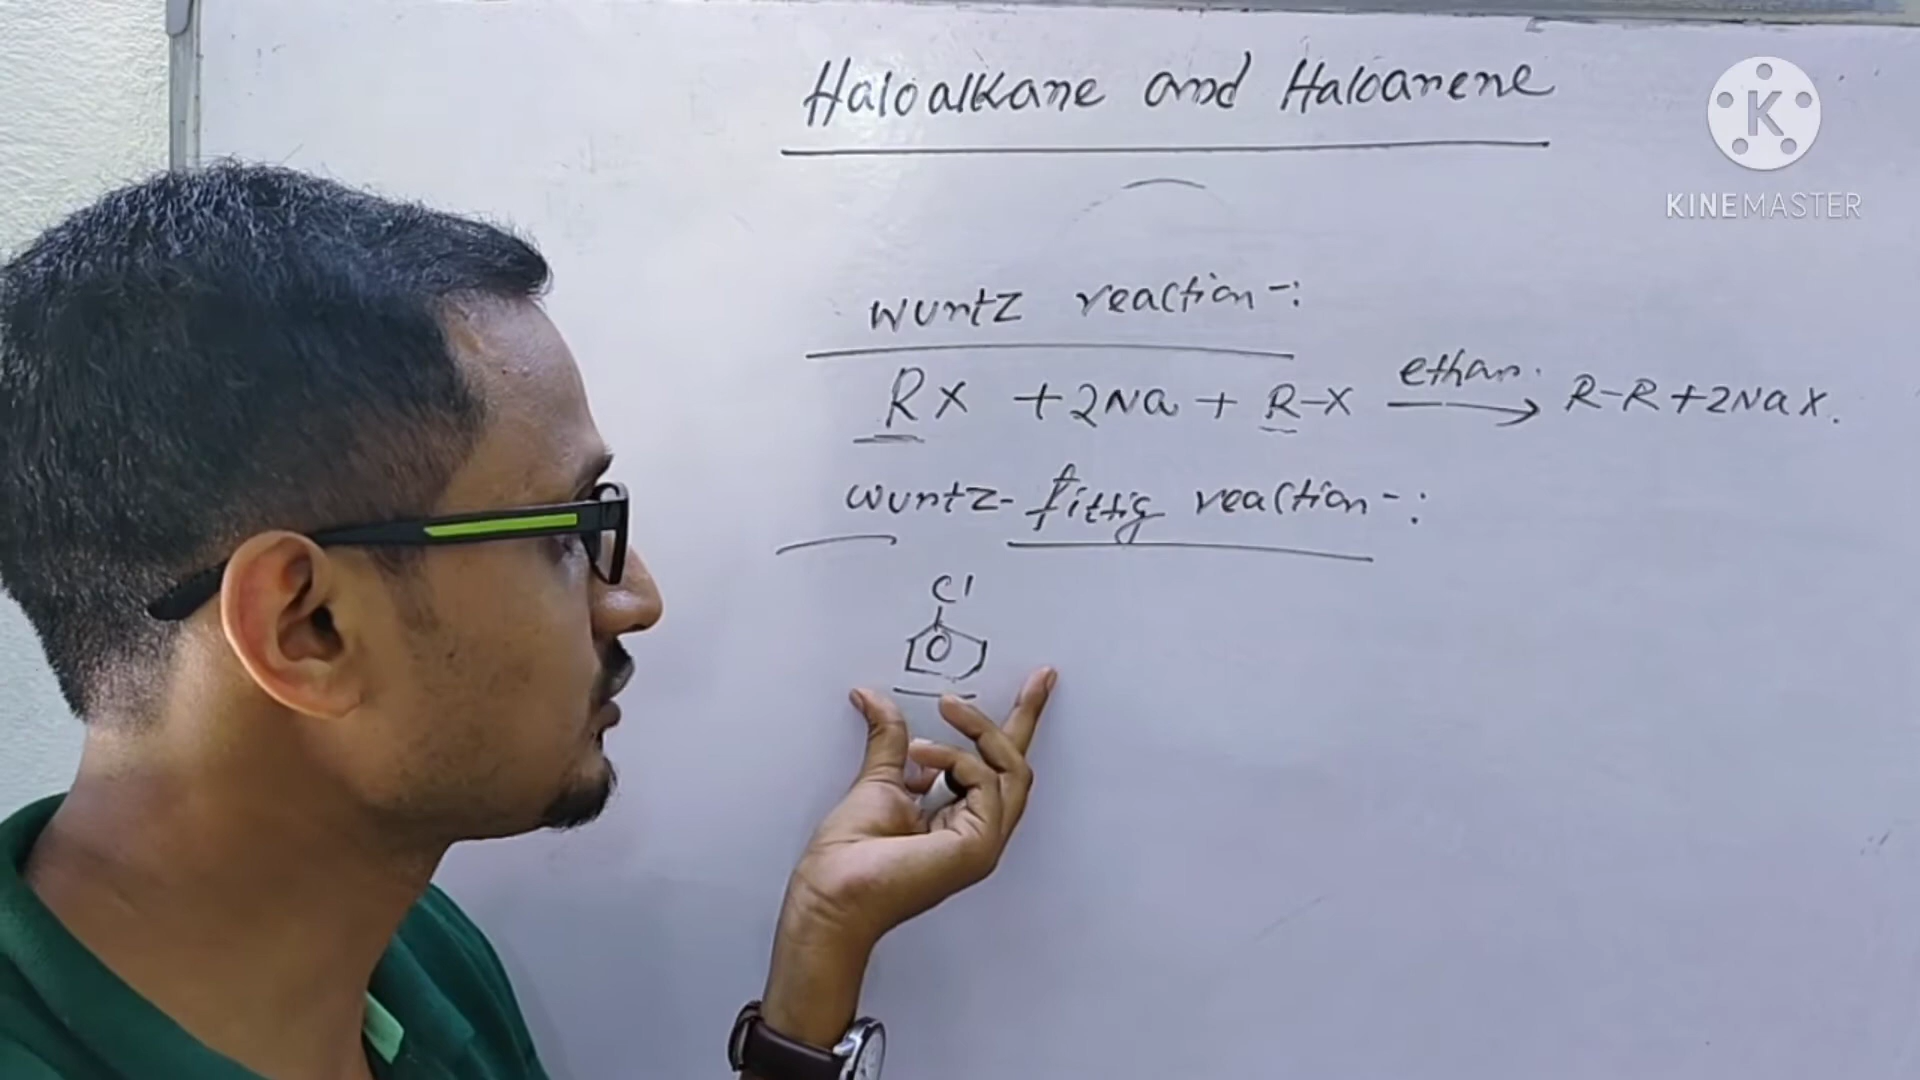 Haloalkane and Haloarene
K
KINEMASTER
wurtz reaction-:
RX + 2Na + R-X ether. R-R + 2NaX.
wurtz- fittig reaction-:
Cl